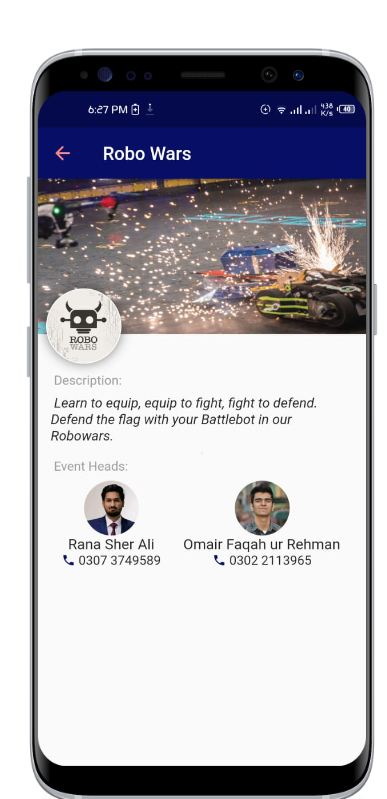 6:27 PM
438
K/s
40
Robo Wars
ROBO
WARS
Description:
Learn to equip, equip to fight, fight to defend.
Defend the flag with your Battlebot in our
Robowars.
Event Heads:
Rana Sher Ali Omair Faqah ur Rehman
0307 3749589 0302 2113965